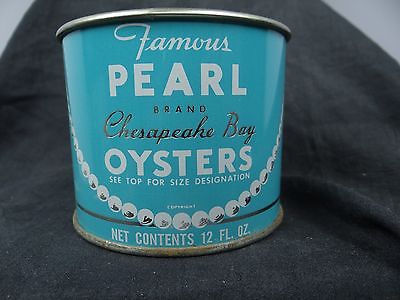 Famous
PEARL
BRAND
Chesapeake Bay
OYSTERS
SEE TOP FOR SIZE DESIGNATION
COPYRIGHT
NET CONTENTS 12 FL. OZ.